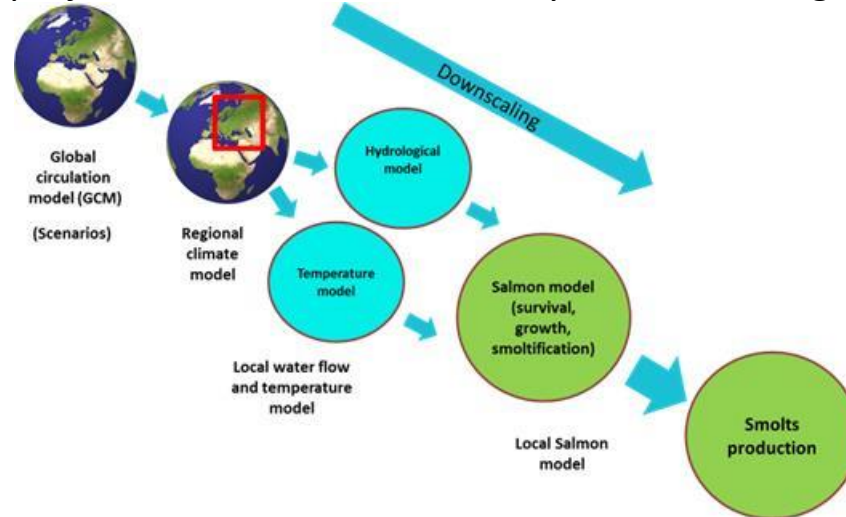 Downscaling
Global
circulation
model (GCM)
(Scenarios)
Regional
climate
model
Hydrological
model
Temperature
model
Local water flow
and temperature
model
Salmon model
(survival,
growth,
smoltification)
Local Salmon
model
Smolts
production